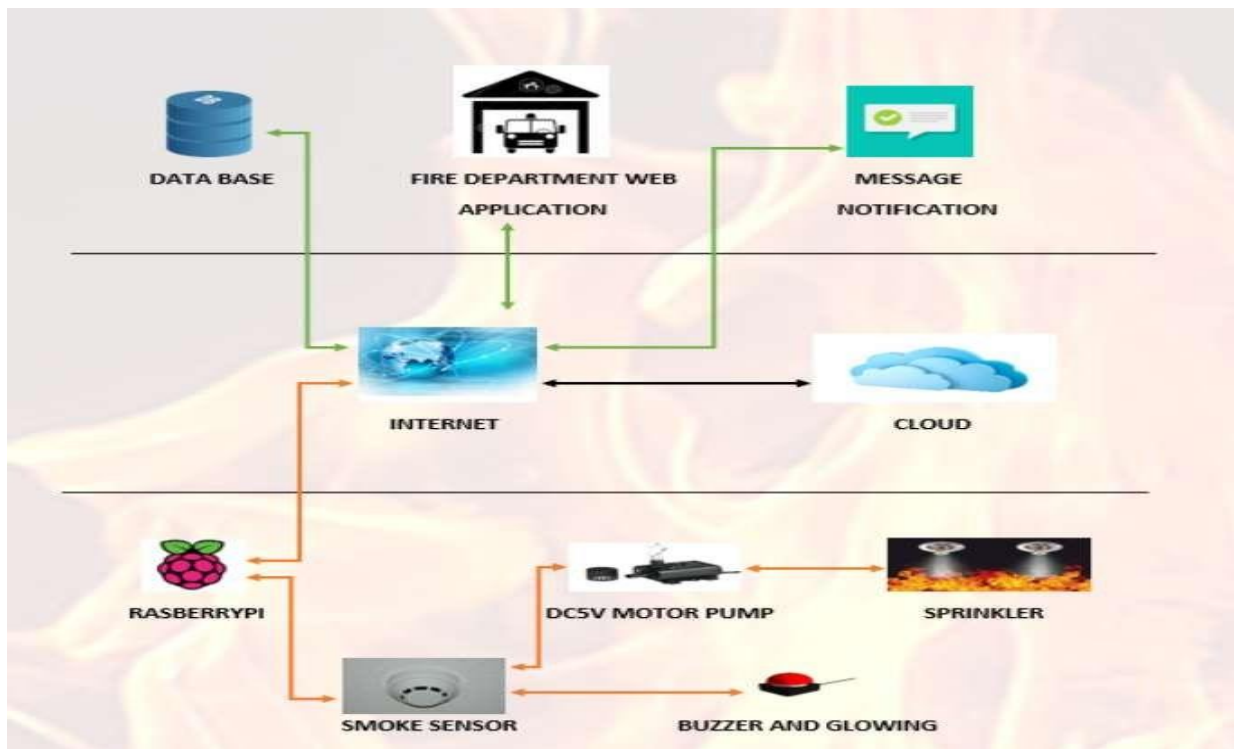 DATA BASE
FIRE DEPARTMENT WEB
APPLICATION
MESSAGE
NOTIFICATION
INTERNET
CLOUD
RASBERRYPI
DC5V MOTOR PUMP
SPRINKLER
SMOKE SENSOR
BUZZER AND GLOWING